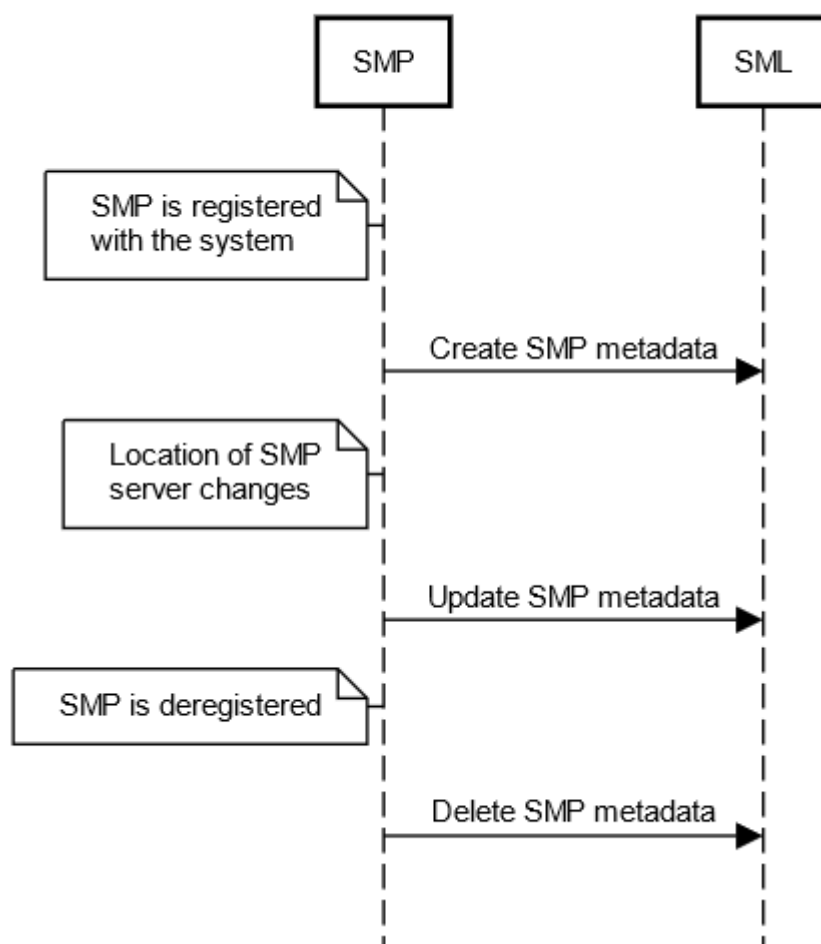 SMP
SML
SMP is registered
with the system
Create SMP metadata
Location of SMP
server changes
Update SMP metadata
SMP is deregistered
Delete SMP metadata